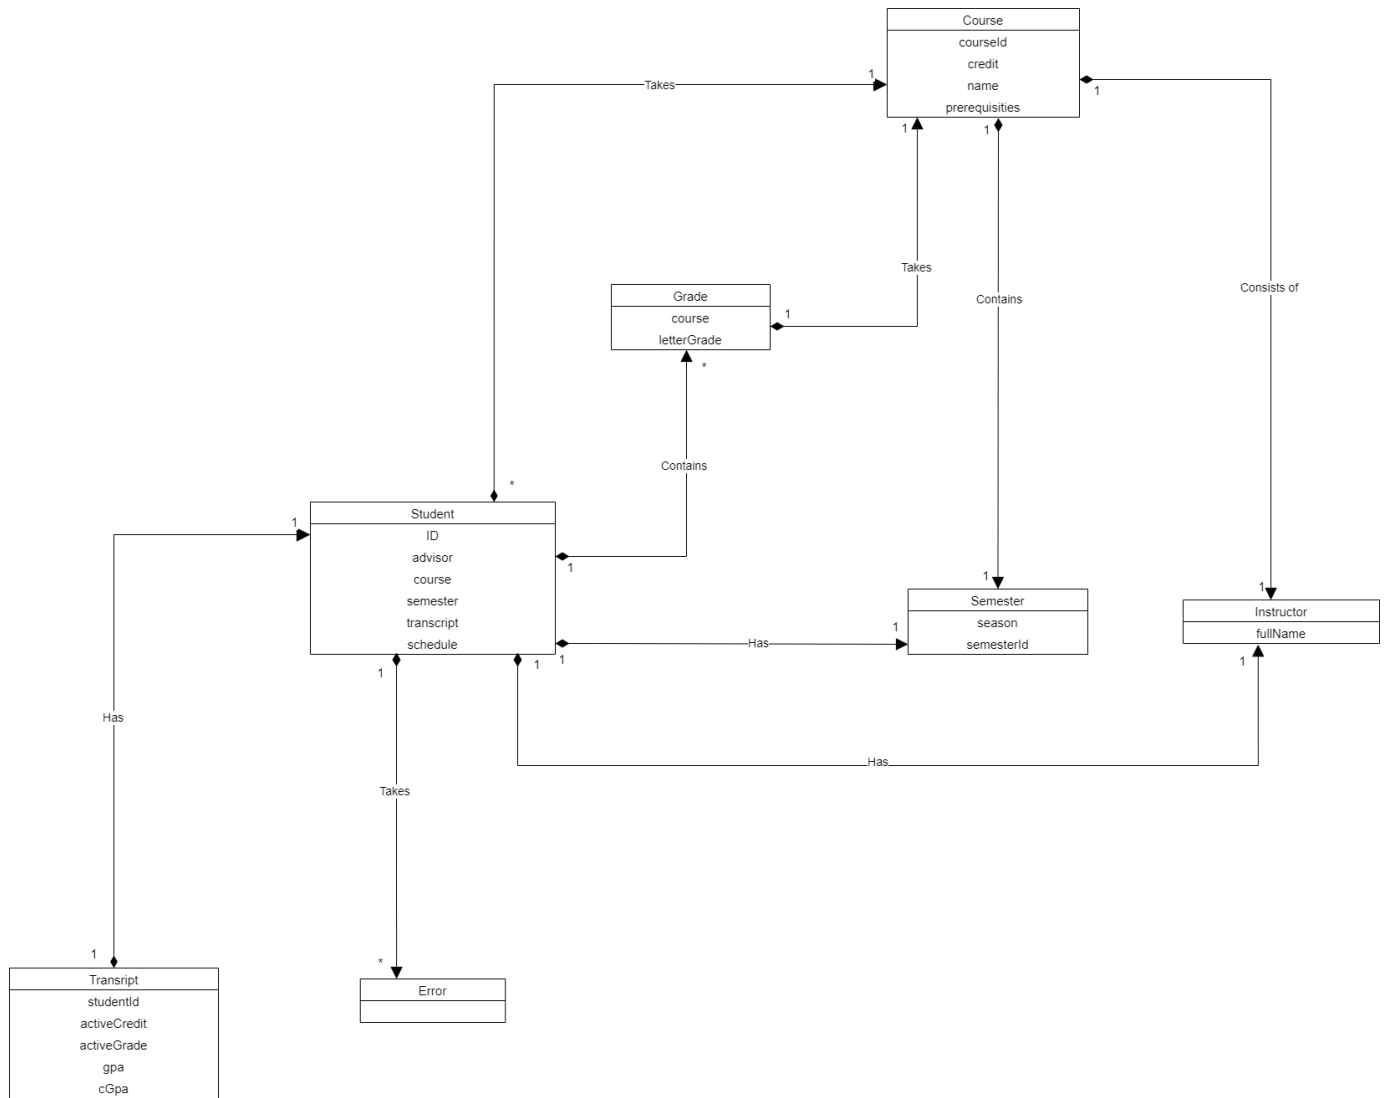 Course
courseId
credit
name
prerequisities
1
1
Takes
1
1
Takes
Contains
Consists of
Grade
course
letterGrade
1
*
Contains
*
Student
ID
advisor
course
semester
transcript
schedule
1
1
1
Semester
season
semesterId
1
Instructor
fullName
1
Has
1
1
1
1
1
Has
Has
Takes
1
*
Transript
studentId
activeCredit
activeGrade
gpa
cGpa
Error